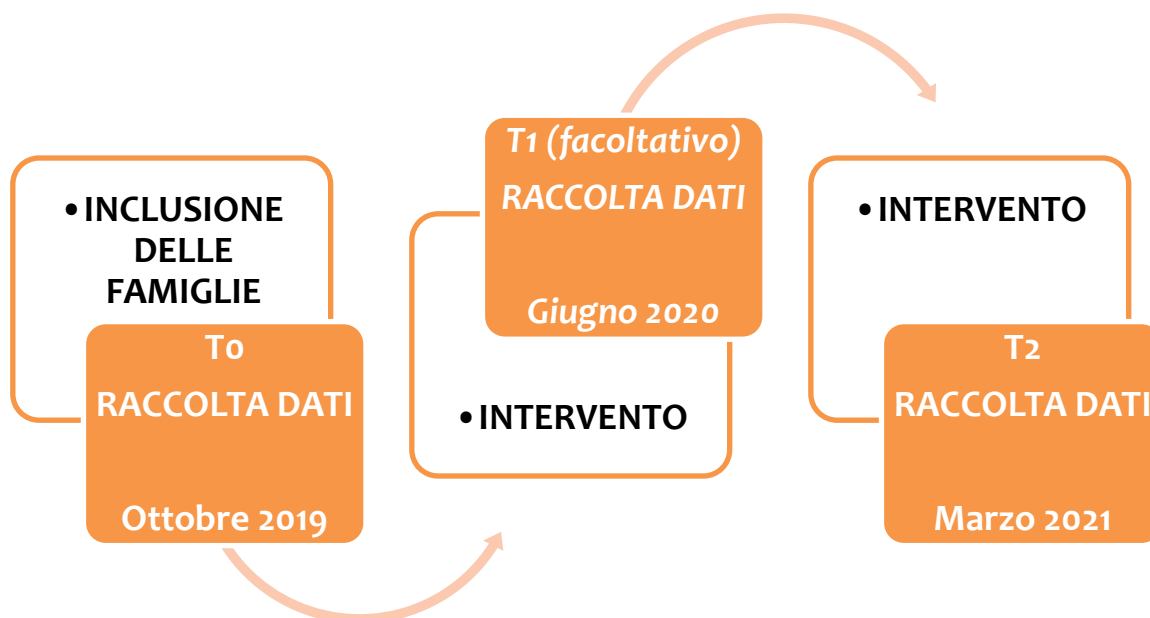 • INCLUSIONE
DELLE
FAMIGLIE
T0
RACCOLTA DATI
Ottobre 2019
T1 (facoltativo)
RACCOLTA DATI
Giugno 2020
• INTERVENTO
• INTERVENTO
T2
RACCOLTA DATI
Marzo 2021